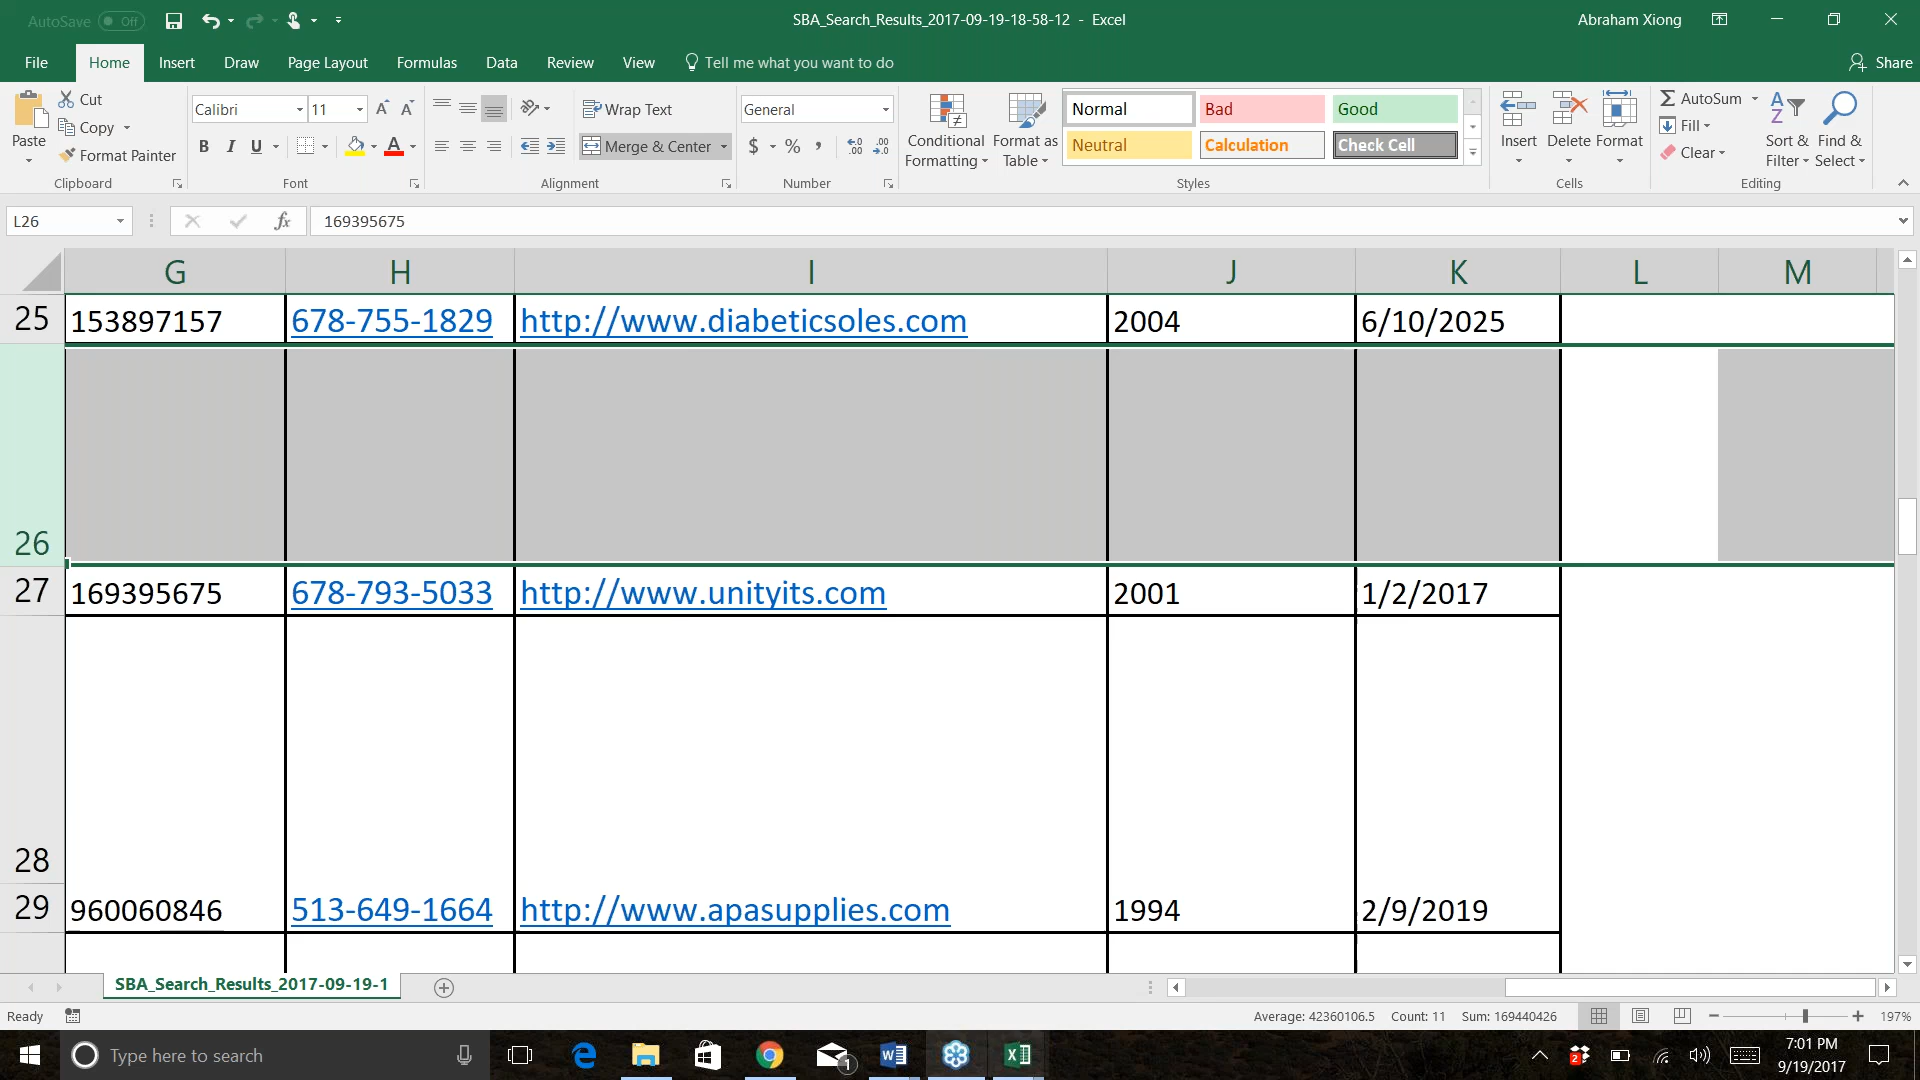 AutoSave Off
SBA_Search_Results_2017-09-19-18-58-12 - Excel
Abraham Xiong
File Home Insert Draw Page Layout Formulas Data Review View Tell me what you want to do
Share
Paste
Cut
Copy
Format Painter
Clipboard
Calibri 11
B I U
Font
Wrap Text
Merge & Center
Alignment
General
$ % ,
Number
Conditional Formatting
Format as Table
Normal Bad Good
Neutral Calculation Check Cell
Styles
Insert Delete Format
Cells
AutoSum
Fill
Clear
Sort & Filter
Find & Select
Editing
L26 fx 169395675
G H I J K L M
25 153897157 678-755-1829 http://www.diabeticsoles.com 2004 6/10/2025
26
27 169395675 678-793-5033 http://www.unityits.com 2001 1/2/2017
28
29 960060846 513-649-1664 http://www.apasupplies.com 1994 2/9/2019
SBA_Search_Results_2017-09-19-1
Ready
Average: 42360106.5 Count: 11 Sum: 169440426
197%
Type here to search
1
2
7:01 PM
9/19/2017